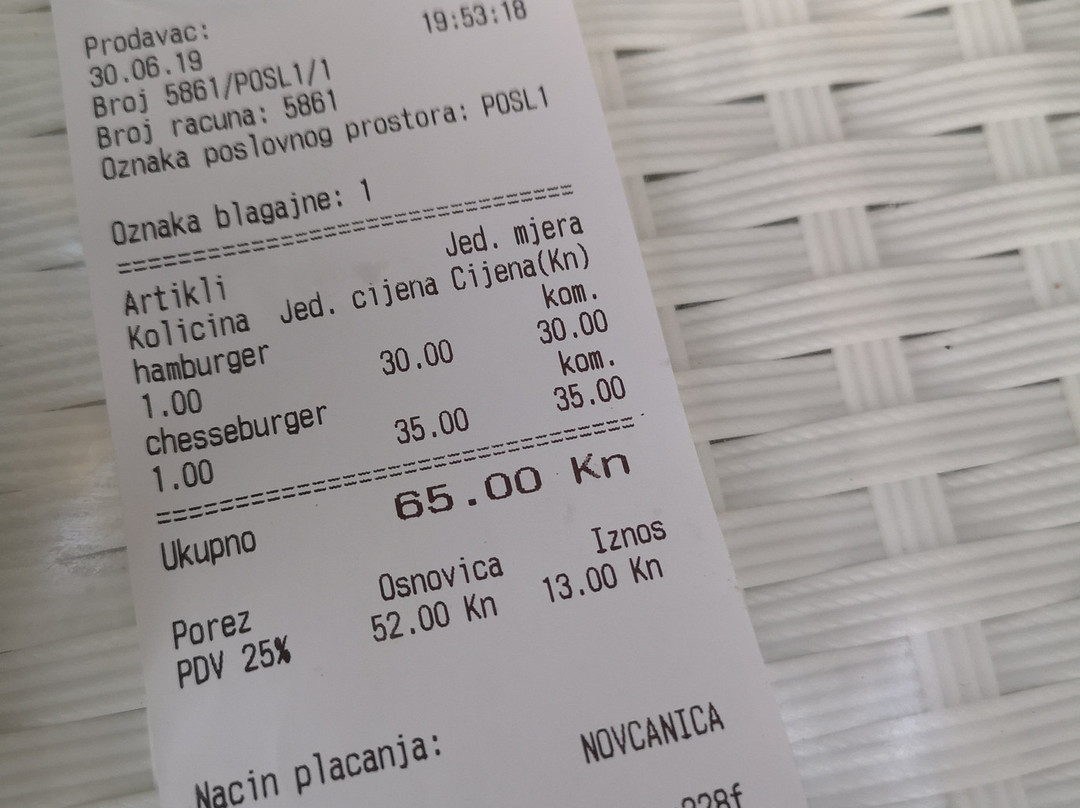 Prodavac:
30.06.19 19:53:18
Broj 5861/POSL1/1
Broj racuna: 5861
Oznaka poslovnog prostora: POSL1
Oznaka blagajne: 1
================================
Artikli Jed. mjera
Kolicina Jed. cijena Cijena(Kn)
hamburger kom.
1.00 30.00 30.00
chesseburger kom.
1.00 35.00 35.00
================================
Ukupno 65.00 Kn
Porez Osnovica Iznos
PDV 25% 52.00 Kn 13.00 Kn
Nacin placanja: NOVCANICA